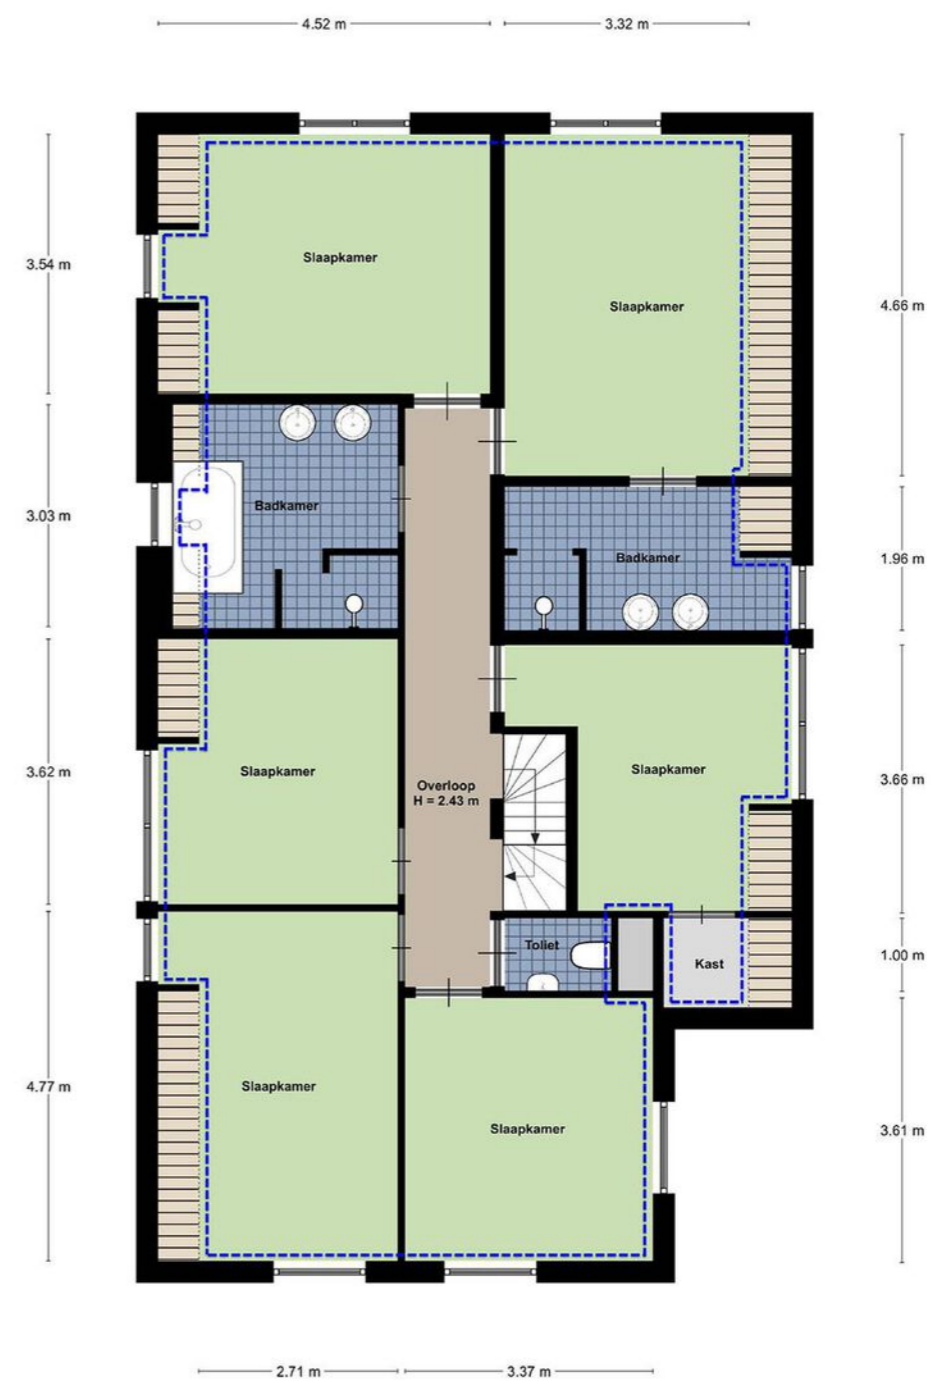 4.52 m
3.32 m
Slaapkamer
3.54 m
Slaapkamer
4.66 m
Badkamer
3.03 m
Badkamer
1.96 m
Slaapkamer
3.62 m
Slaapkamer
3.66 m
Overloop
H = 2.43 m
Toliet
Kast
1.00 m
Slaapkamer
4.77 m
Slaapkamer
3.61 m
2.71 m
3.37 m